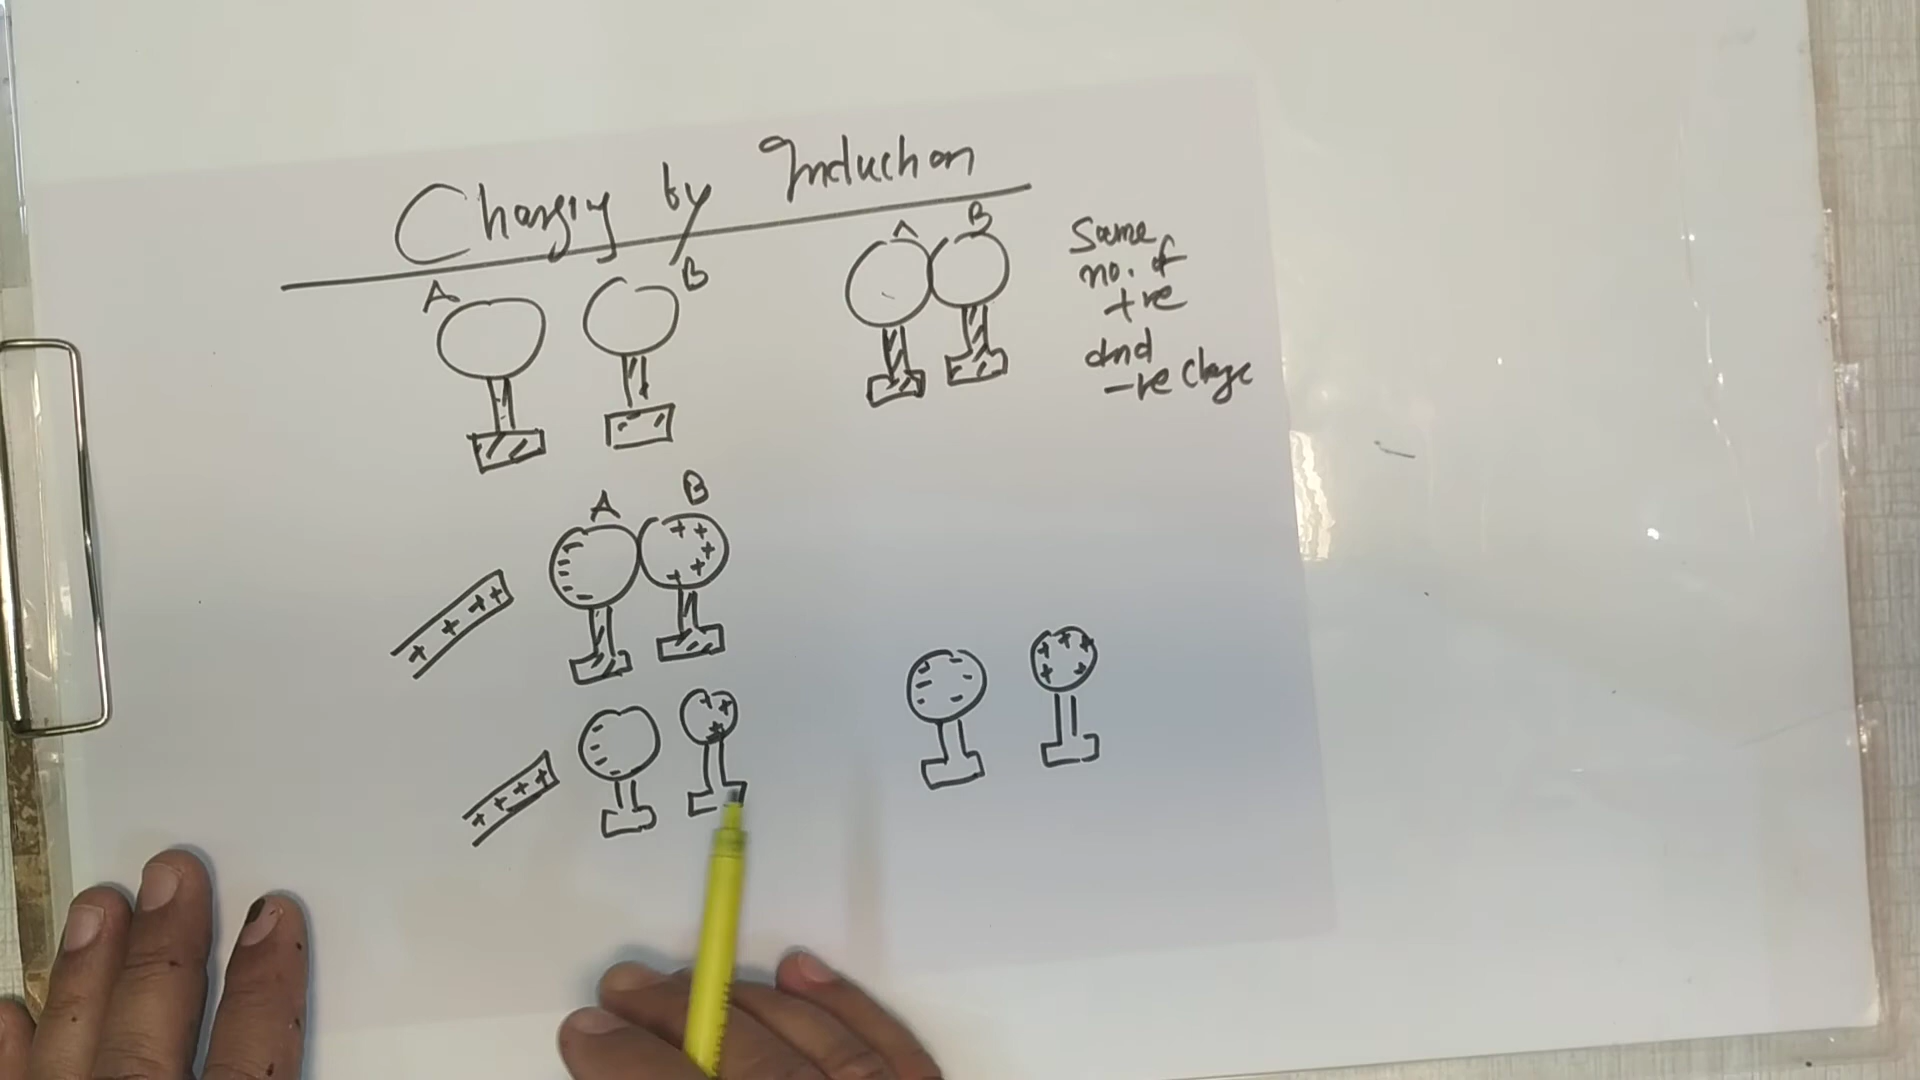 Charging by Induction
A B
A B
Same
no. of
+ve
and
-ve Charge
A B
- - - -
+ + + + +
+ + + +
+ + + +
- - - -
+ + +
- - - - - -
+ + + + +